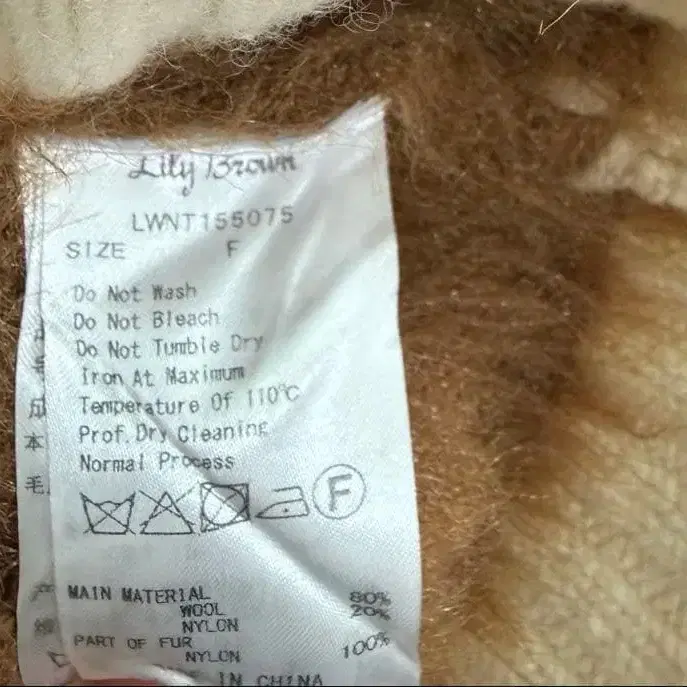 Lily Brown
LWNT155075
SIZE F
Do Not Wash
Do Not Bleach
Do Not Tumble Dry
Iron At Maximum
Temperature Of 110℃
Prof. Dry Cleaning
Normal Process
F
MAIN MATERIAL
WOOL 80%
NYLON 20%
PART OF FUR
NYLON 100%
IN CHINA
本
毛